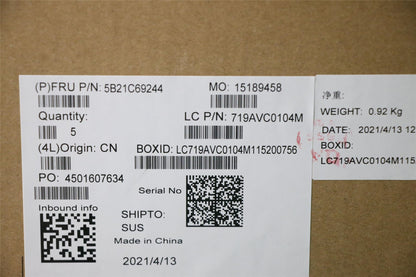 (P)FRU P/N: 5B21C69244
MO: 15189458
Quantity:
5
LC P/N: 719AVC0104M
(4L)Origin: CN
BOXID: LC719AVC0104M115200756
PO: 4501607634
Serial No
Inbound info
SHIPTO:
SUS
Made in China
2021/4/13
净重:
WEIGHT: 0.92 Kg
DATE: 2021/4/13 12
BOXID:
LC719AVC0104M115